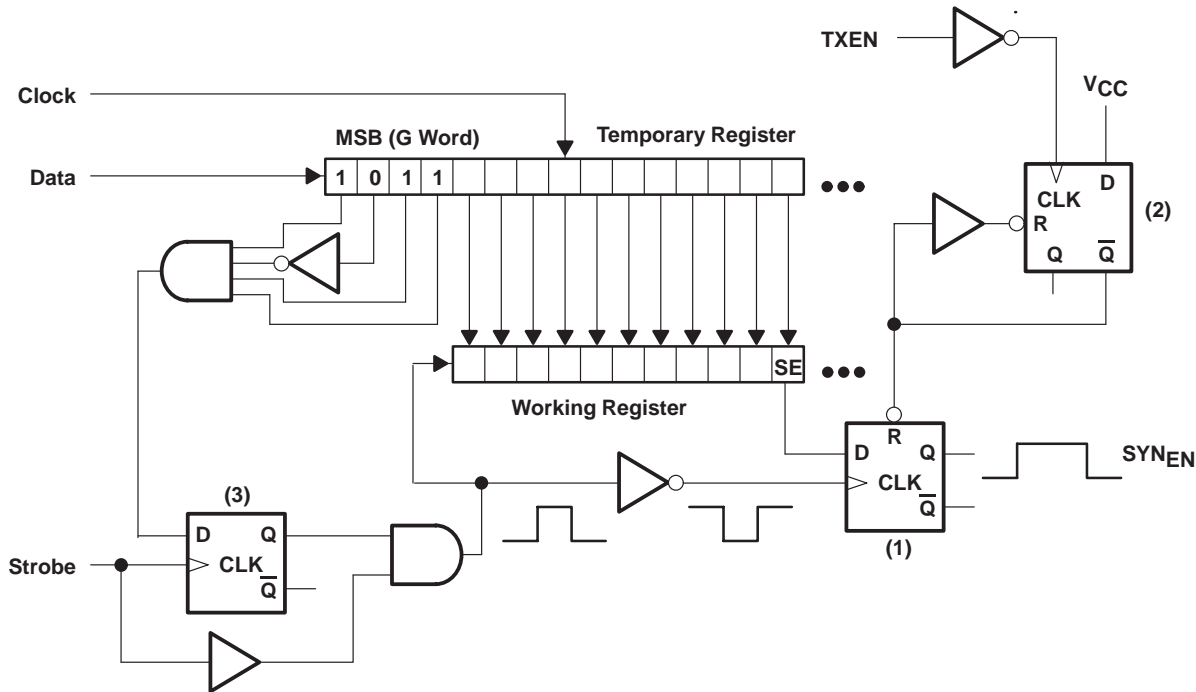 TXEN
VCC
Clock
MSB (G Word)
Temporary Register
Data
1 0 1 1
CLK
D
R
Q
Q̅
(2)
SE
Working Register
R
D
Q
CLK
Q̅
(1)
SYNEN
(3)
D
Q
CLK
Q̅
Strobe